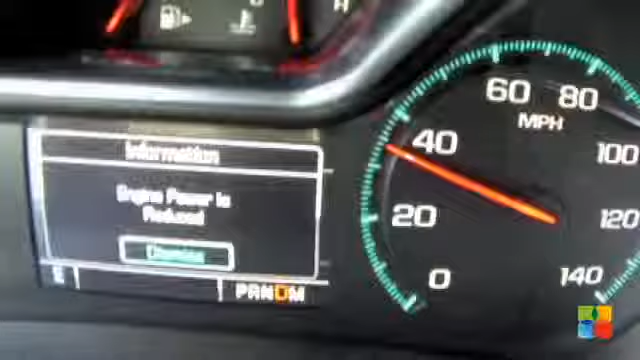 H
Information
Engine Power is
Reduced
Dismiss
PRNDM
60 80
MPH
40 100
20 120
0 140